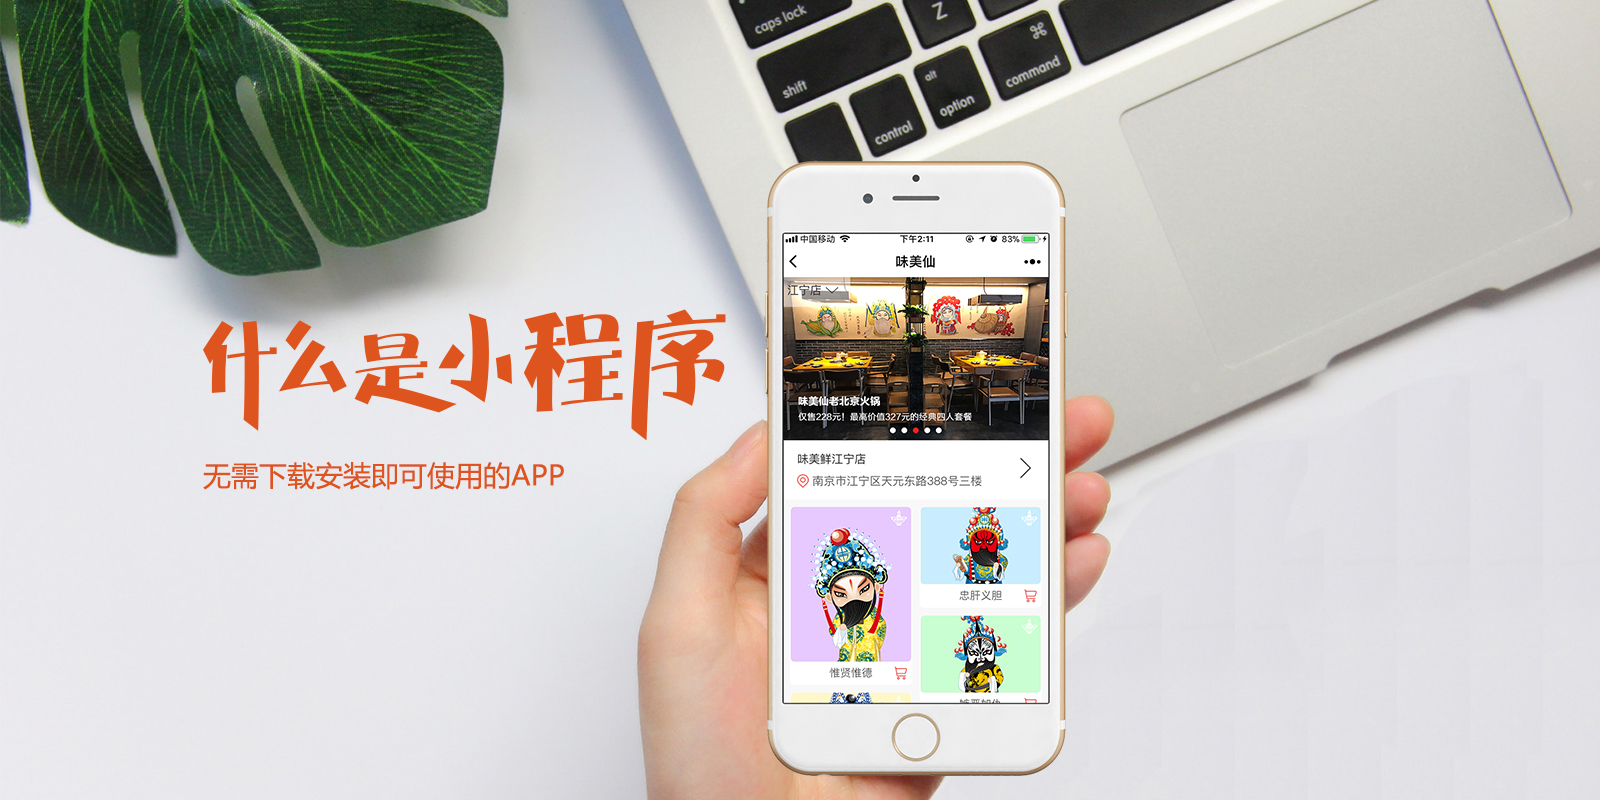 caps lock
Z
shift
alt
option
⌘
command
control
什么是小程序
无需下载安装即可使用的APP
中国移动 下午2:11 83%
味美仙
江宁店
味美仙老北京火锅
仅售228元！最高价值327元的经典四人套餐
味美鲜江宁店
南京市江宁区天元东路388号三楼
忠肝义胆
惟贤惟德